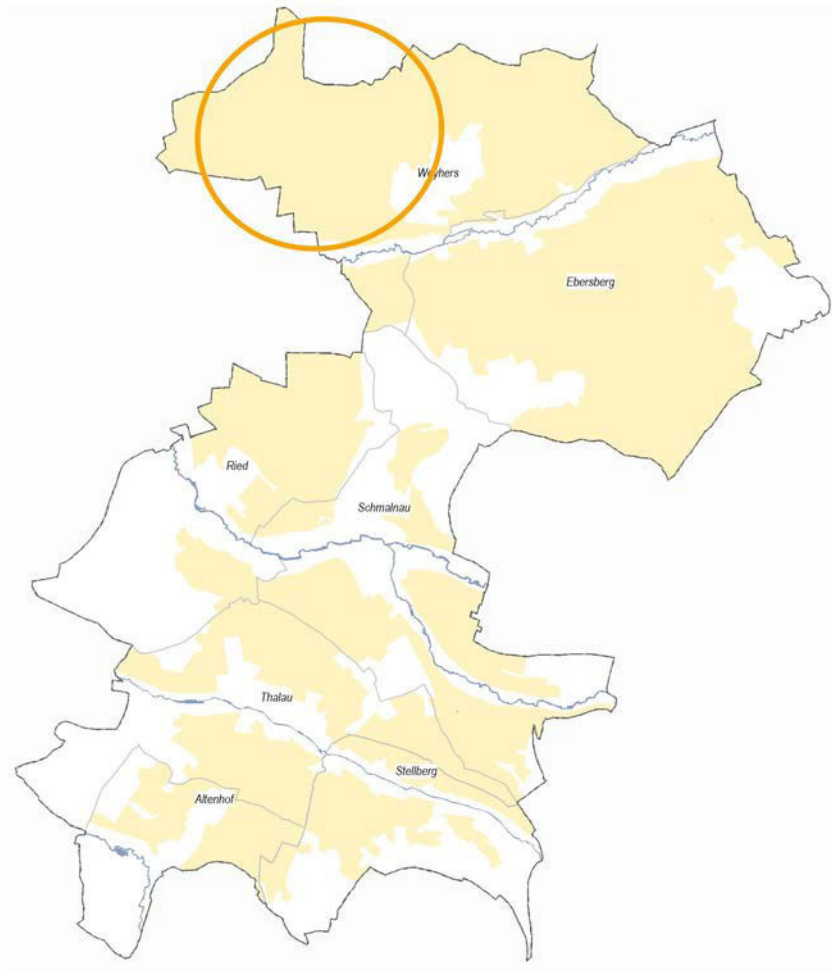 Weyhers
Ebersberg
Ried
Schmalnau
Thalau
Stellberg
Altenhof